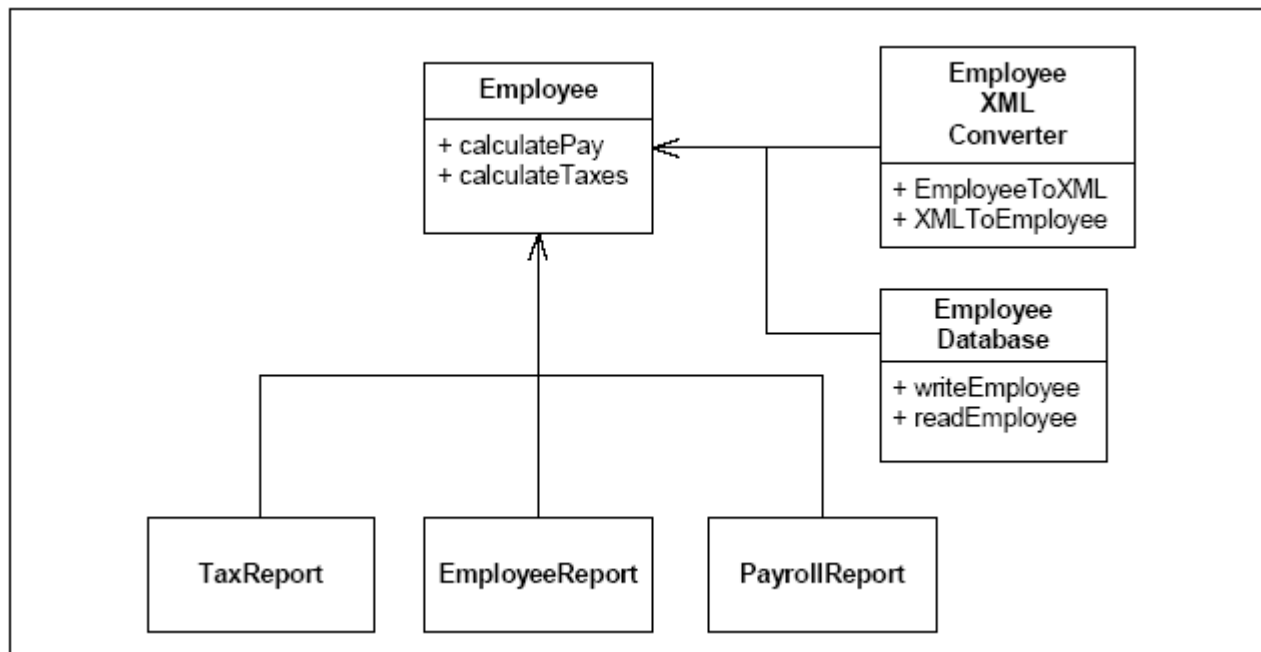 Employee
+ calculatePay
+ calculateTaxes
Employee
XML
Converter
+ EmployeeToXML
+ XMLToEmployee
Employee
Database
+ writeEmployee
+ readEmployee
TaxReport
EmployeeReport
PayrollReport